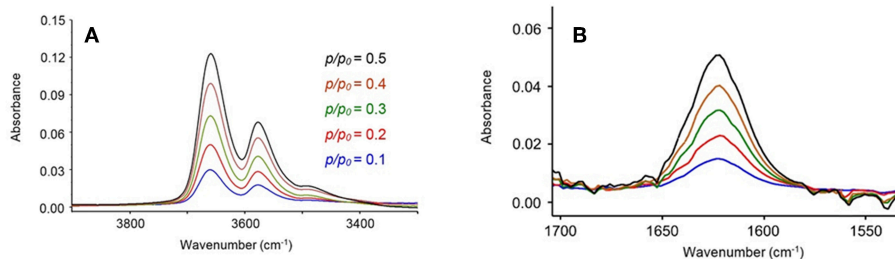 A
Absorbance
0.15
0.12
0.09
0.06
0.03
0.00
p/p0 = 0.5
p/p0 = 0.4
p/p0 = 0.3
p/p0 = 0.2
p/p0 = 0.1
3800 3600 3400
Wavenumber (cm-1)
B
Absorbance
0.06
0.04
0.02
0.00
1700 1650 1600 1550
Wavenumber (cm-1)